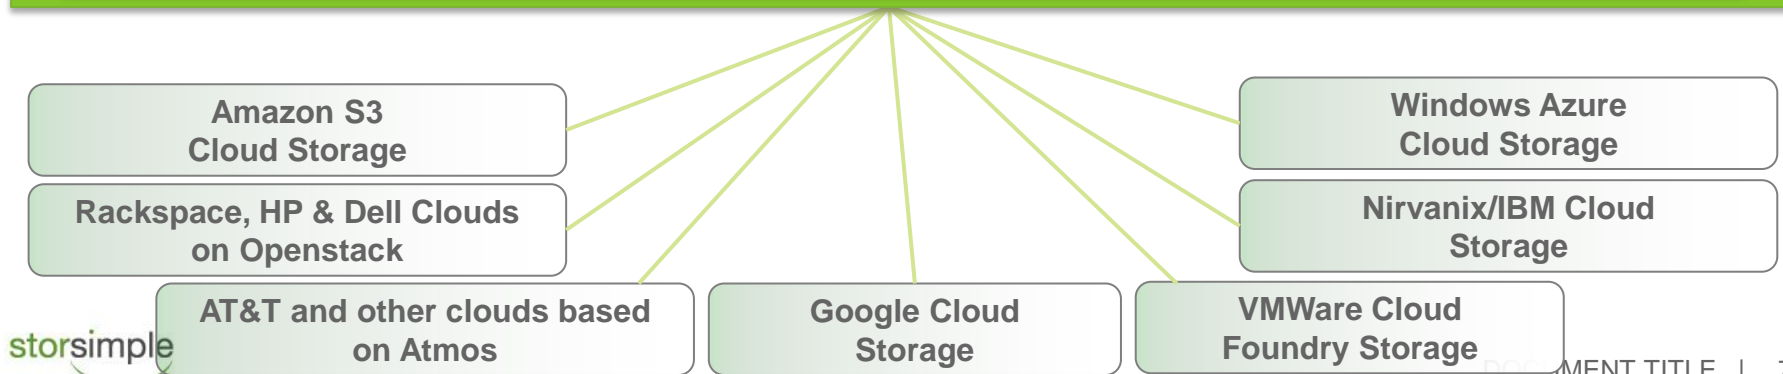 Amazon S3
Cloud Storage
Windows Azure
Cloud Storage
Rackspace, HP & Dell Clouds
on Openstack
Nirvanix/IBM Cloud
Storage
AT&T and other clouds based
on Atmos
Google Cloud
Storage
VMWare Cloud
Foundry Storage
storsimple
TITLE |